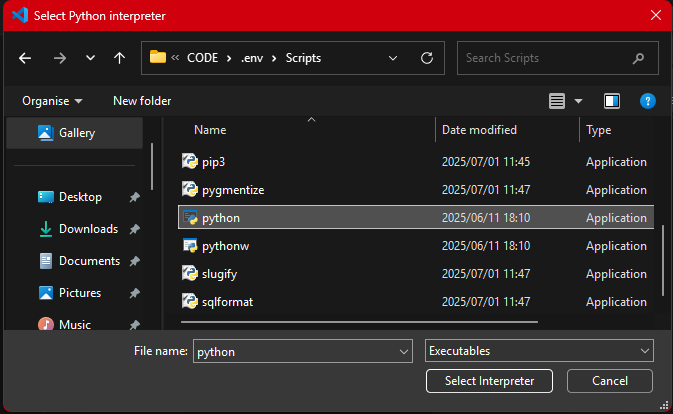 Select Python interpreter
« CODE › .env › Scripts
Search Scripts
Organise
New folder
Gallery
Desktop
Downloads
Documents
Pictures
Music
Name Date modified Type
pip3 2025/07/01 11:45 Application
pygmentize 2025/07/01 11:47 Application
python 2025/06/11 18:10 Application
pythonw 2025/06/11 18:10 Application
slugify 2025/07/01 11:47 Application
sqlformat 2025/07/01 11:47 Application
File name: python Executables
Select Interpreter Cancel